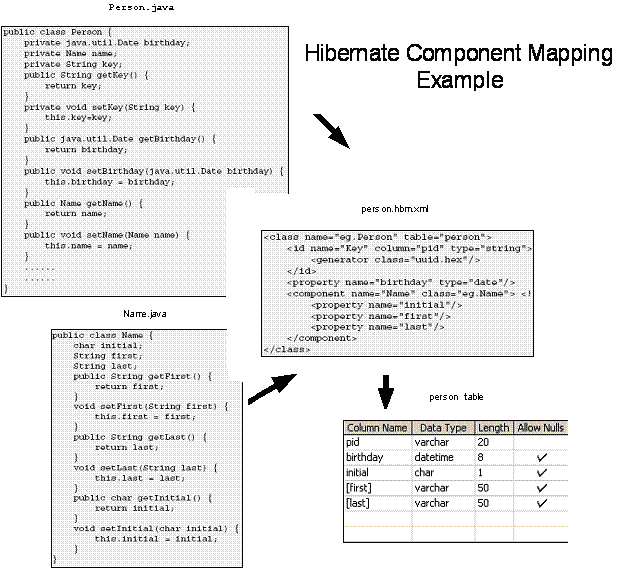 Person.java
public class Person {
private java.util.Date birthday;
private Name name;
private String key;
public String getKey() {
return key;
}
private void setKey(String key) {
this.key=key;
}
public java.util.Date getBirthday() {
return birthday;
}
public void setBirthday(java.util.Date birthday) {
this.birthday = birthday;
}
public Name getName() {
return name;
}
public void setName(Name name) {
this.name = name;
}
......
......
}
Hibernate Component Mapping
Example
person.hbm.xml
<class name="eg.Person" table="person">
<id name="Key" column="pid" type="string">
<generator class="uuid.hex"/>
</id>
<property name="birthday" type="date"/>
<component name="Name" class="eg.Name"> <!
<property name="initial"/>
<property name="first"/>
<property name="last"/>
</component>
</class>
Name.java
public class Name {
char initial;
String first;
String last;
public String getFirst() {
return first;
}
void setFirst(String first) {
this.first = first;
}
public String getLast() {
return last;
}
void setLast(String last) {
this.last = last;
}
public char getInitial() {
return initial;
}
void setInitial(char initial) {
this.initial = initial;
}
}
person table
Column Name Data Type Length Allow Nulls
pid varchar 20
birthday datetime 8 ✓
initial char 1 ✓
[first] varchar 50 ✓
[last] varchar 50 ✓